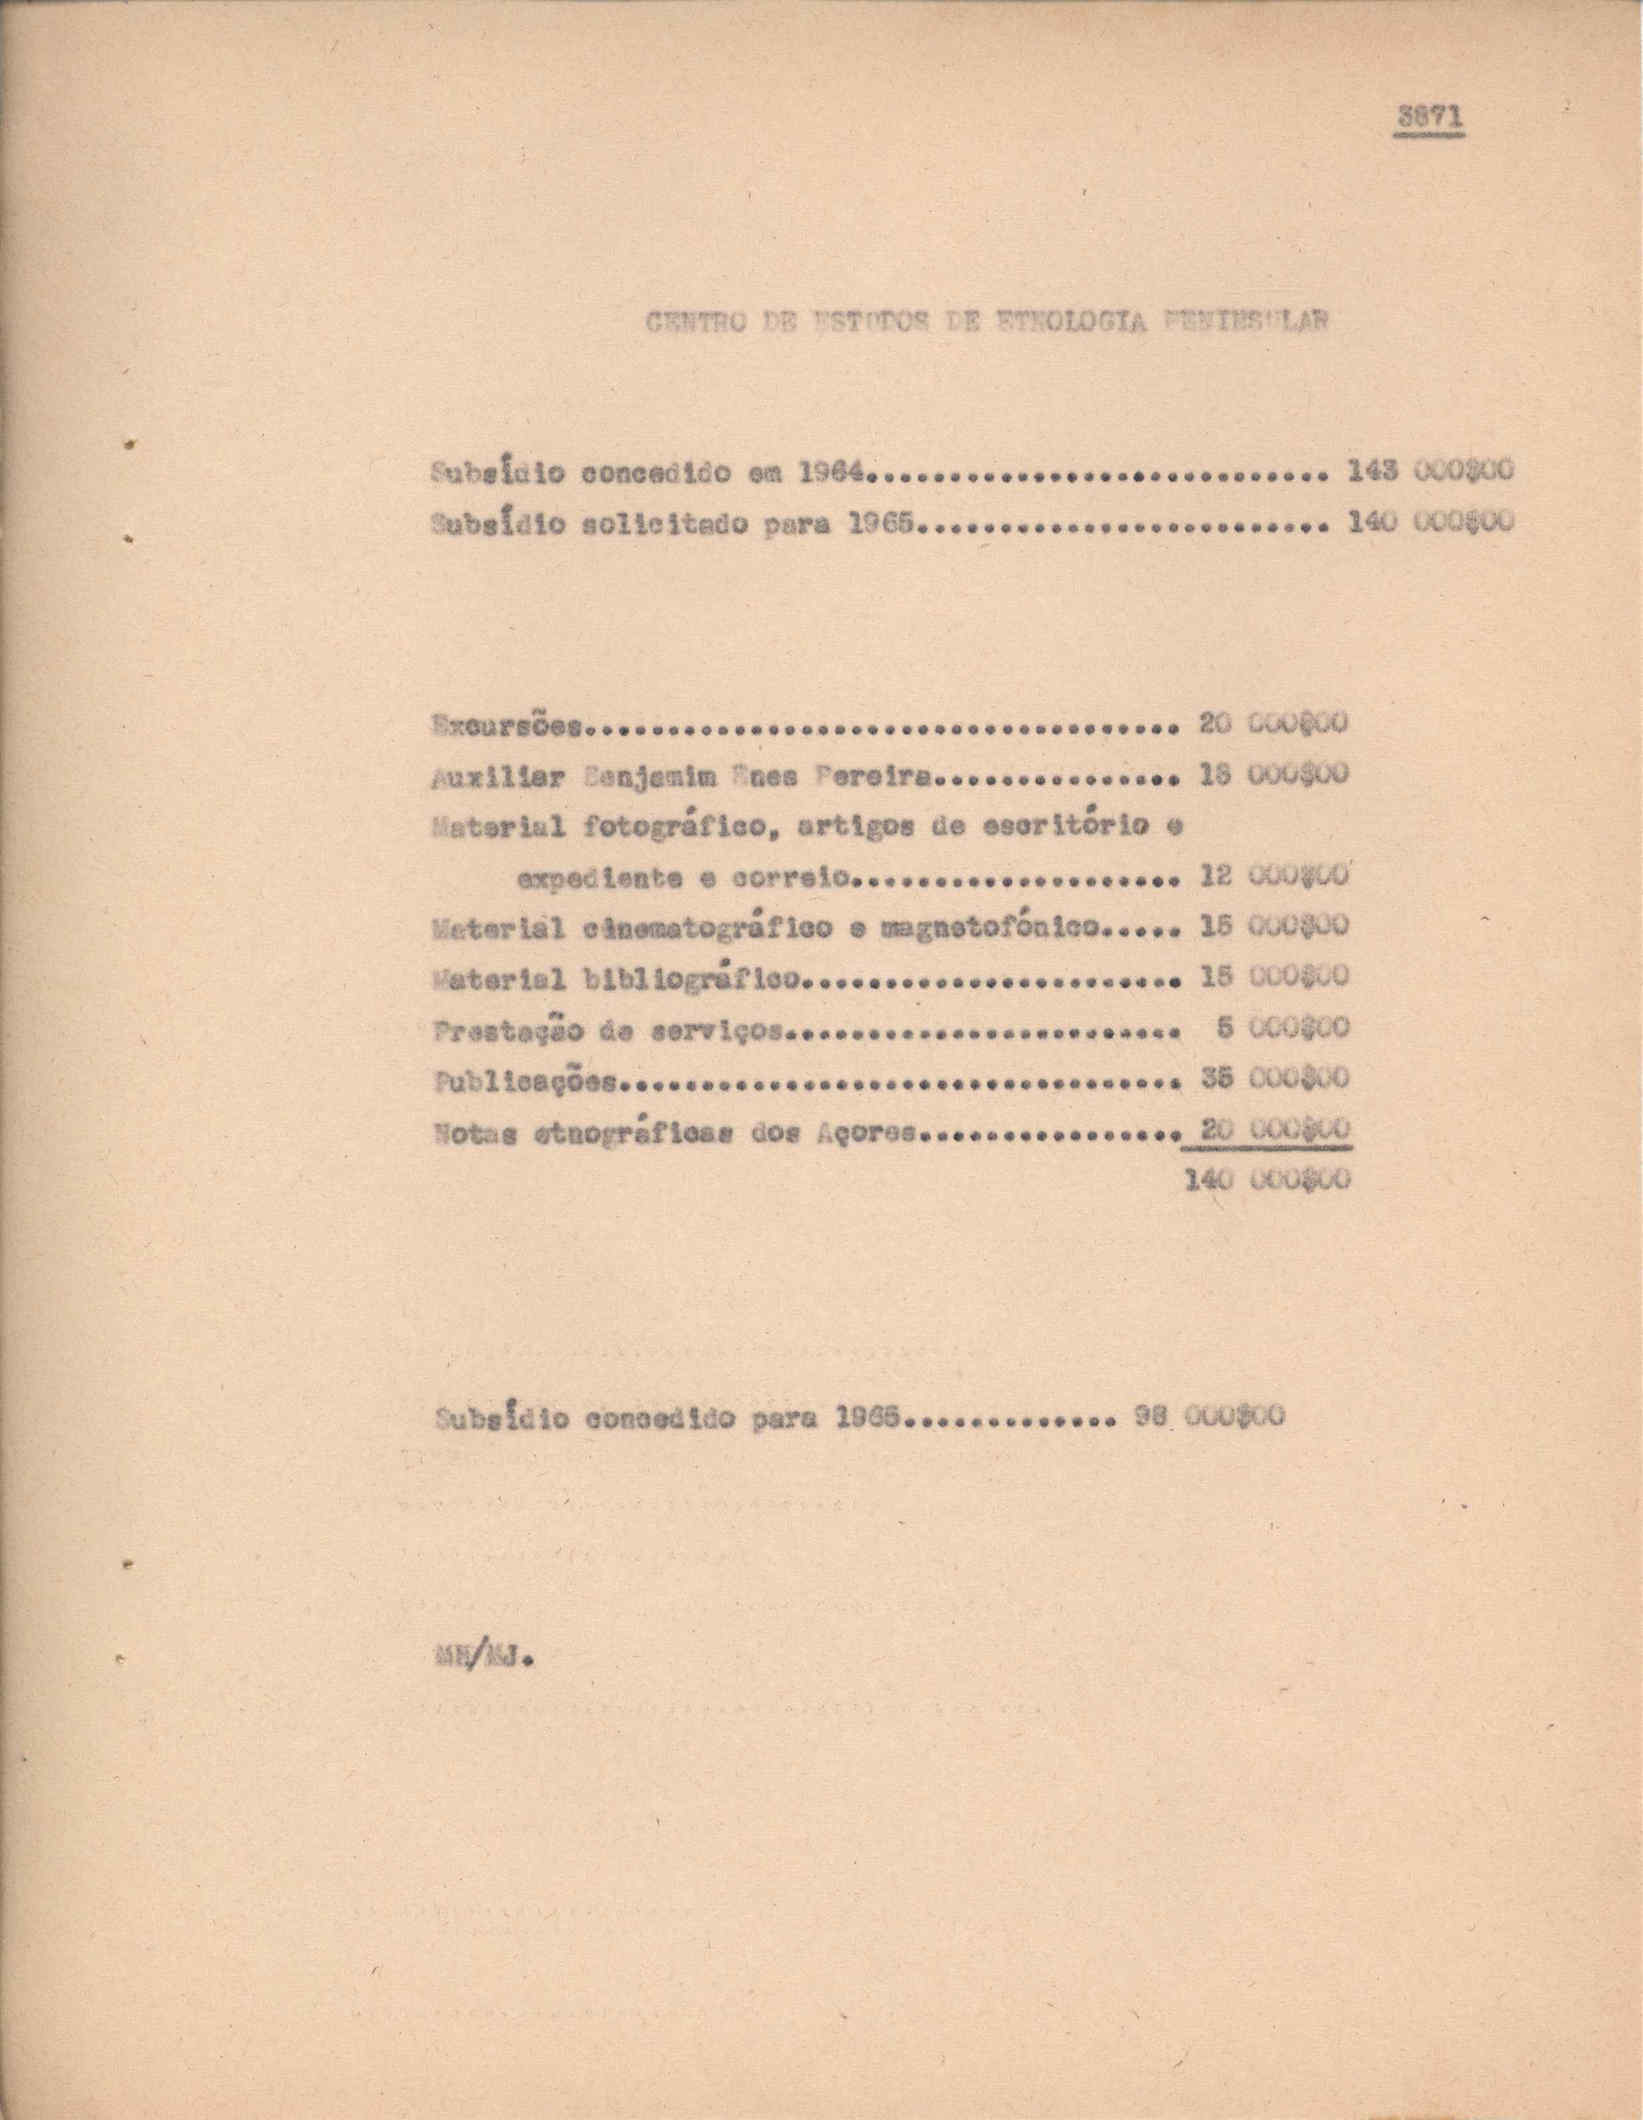 3871
CENTRO DE ESTUDOS DE ETNOLOGIA PENINSULAR
Subsídio concedido em 1964............................ 143 000$00
Subsídio solicitado para 1965......................... 140 000$00
Excursões.................................... 20 000$00
Auxiliar Benjamim Enes Pereira............... 18 000$00
Material fotográfico, artigos de escritório e
expediente e correio.................... 12 000$00
Material cinematográfico e magnetofónico..... 15 000$00
Material bibliográfico....................... 15 000$00
Prestação de serviços........................ 5 000$00
Publicações.................................. 35 000$00
Notas etnográficas dos Açores................ 20 000$00
140 000$00
Subsídio concedido para 1965............. 98 000$00